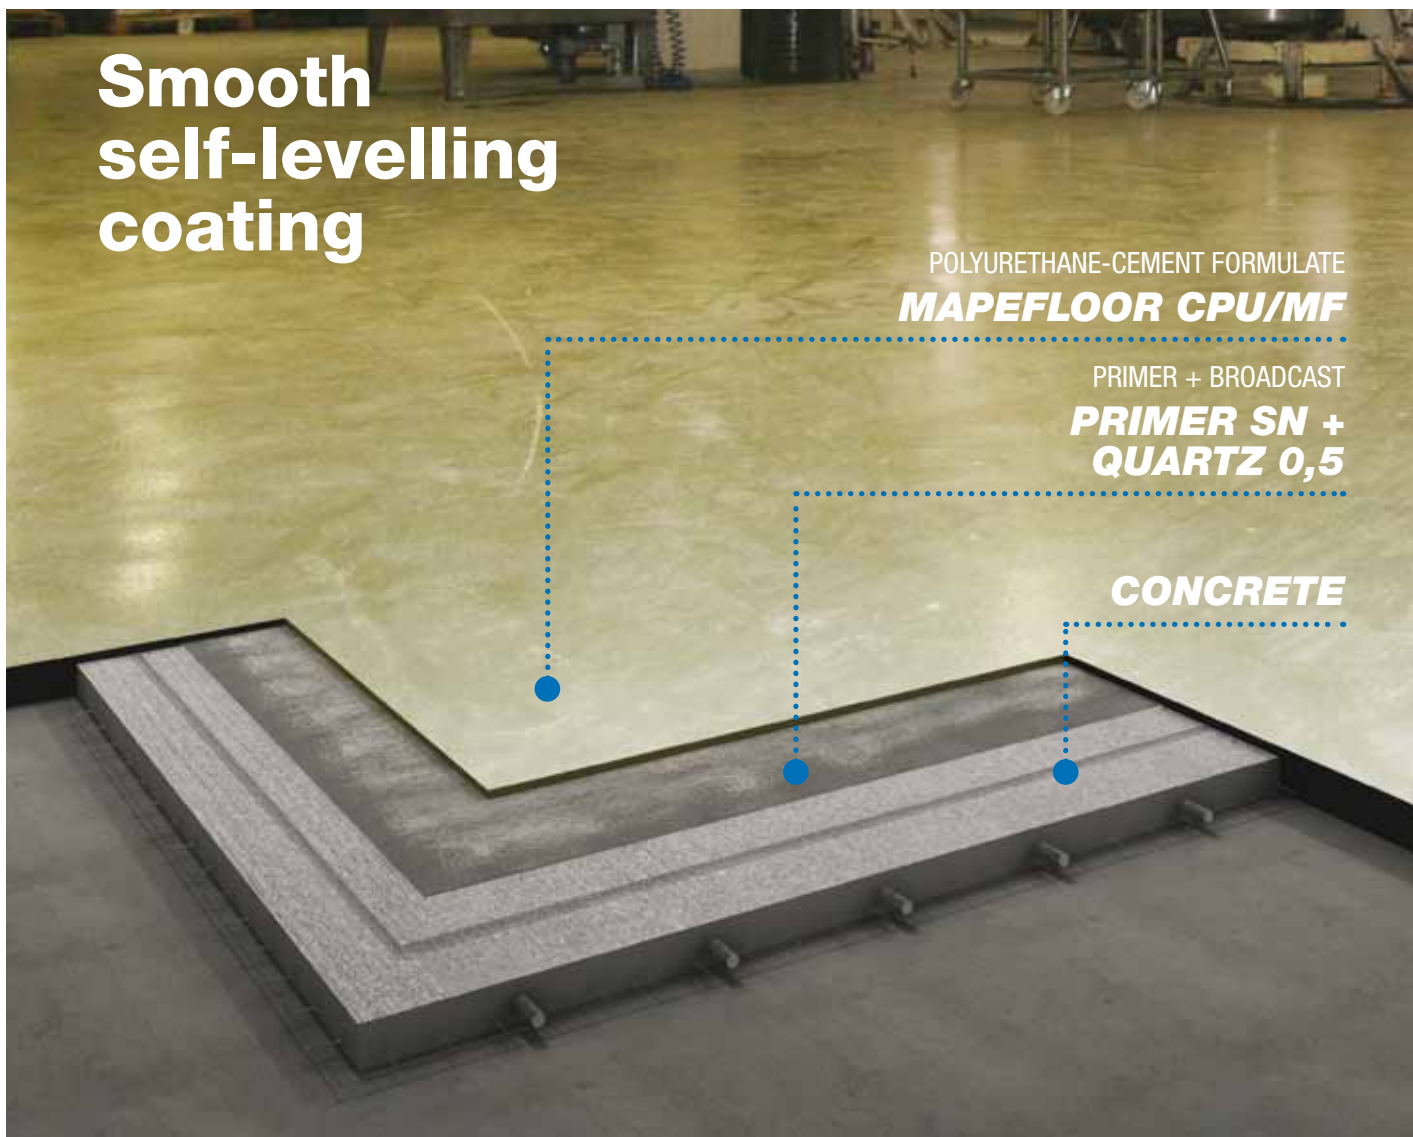 Smooth
self-levelling
coating
POLYURETHANE-CEMENT FORMULATE
MAPEFLOOR CPU/MF
PRIMER + BROADCAST
PRIMER SN +
QUARTZ 0,5
CONCRETE